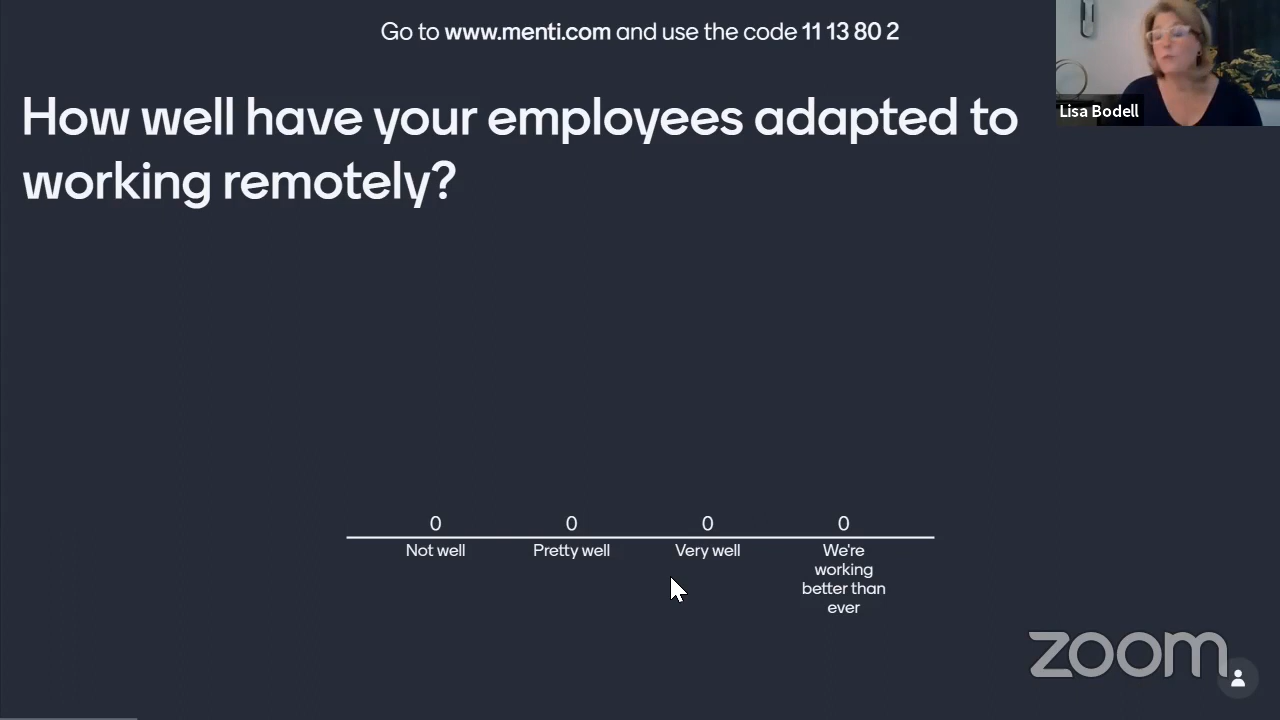 Go to www.menti.com and use the code 11 13 80 2
Lisa Bodell
How well have your employees adapted to
working remotely?
0 0 0 0
Not well Pretty well Very well We're
working
better than
ever
zoom